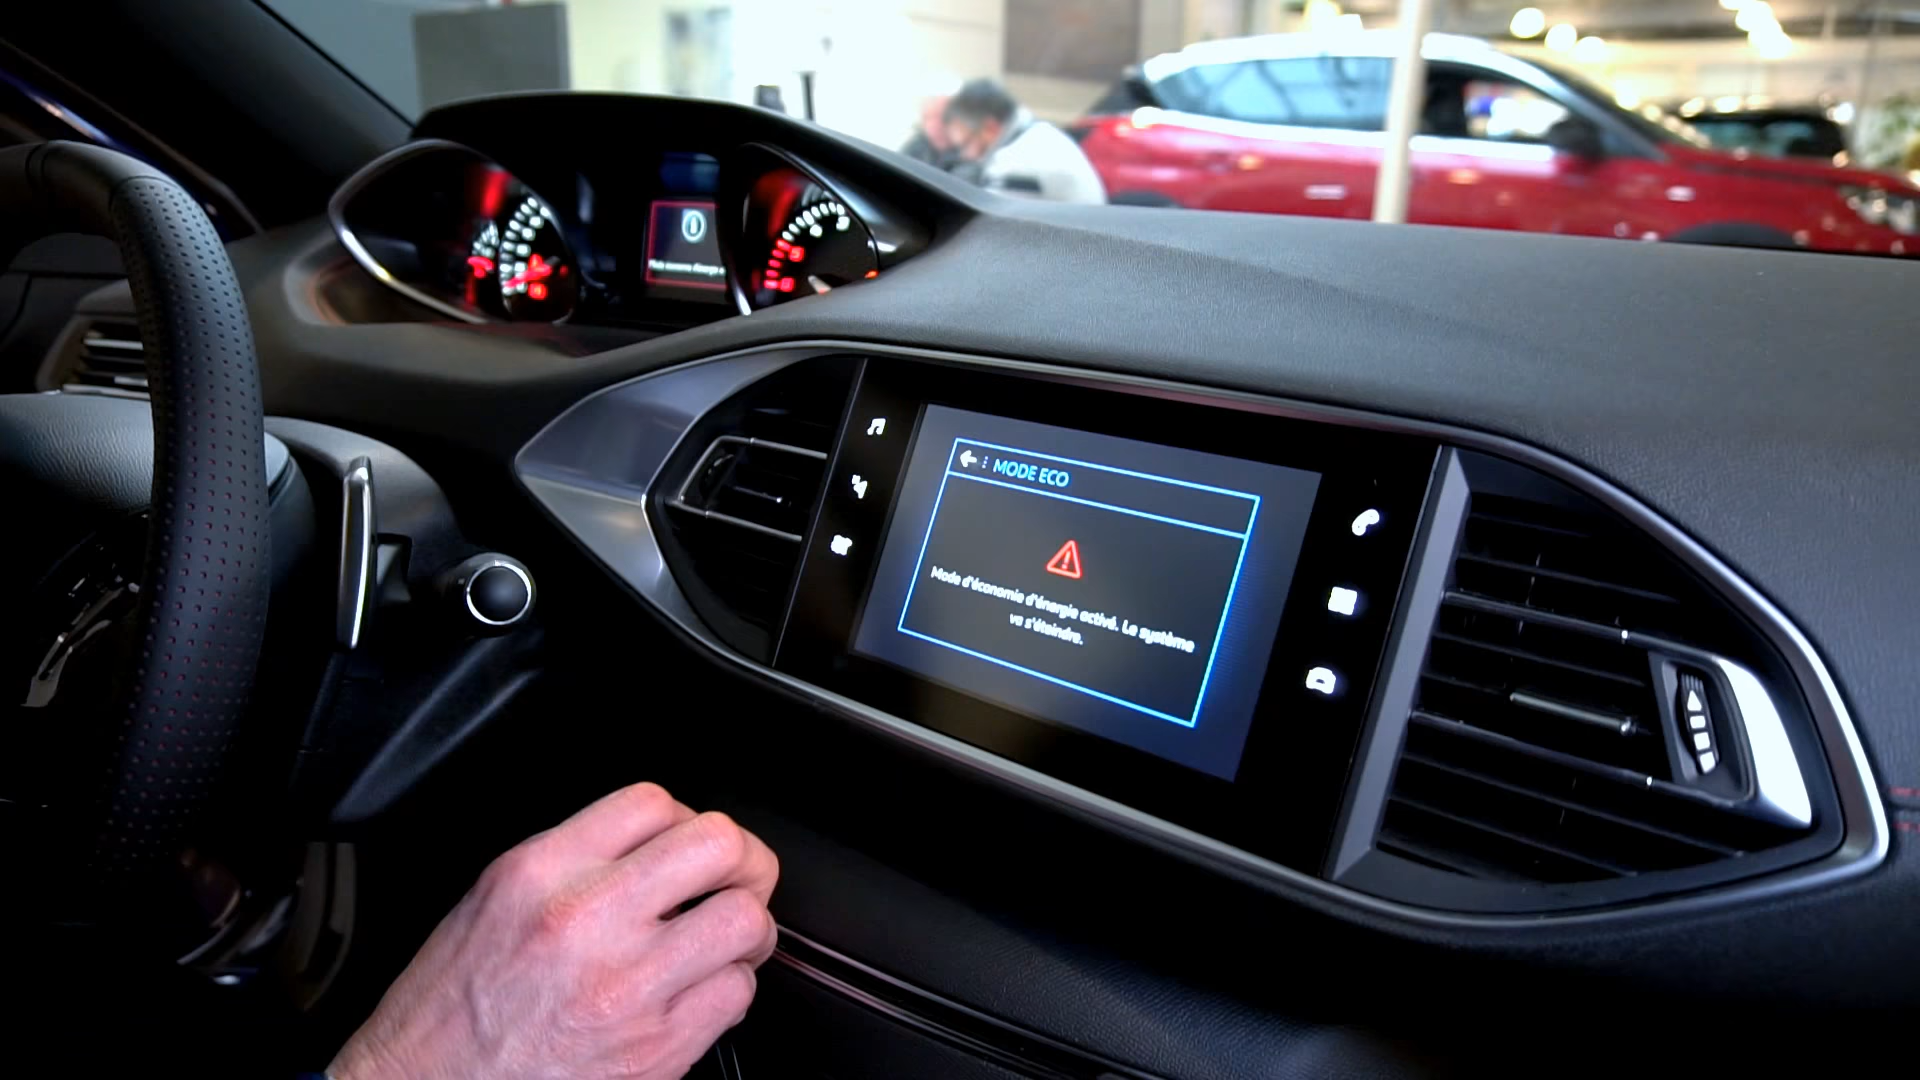 MODE ECO
Mode d'économie d'énergie activé. Le système
va s'éteindre.